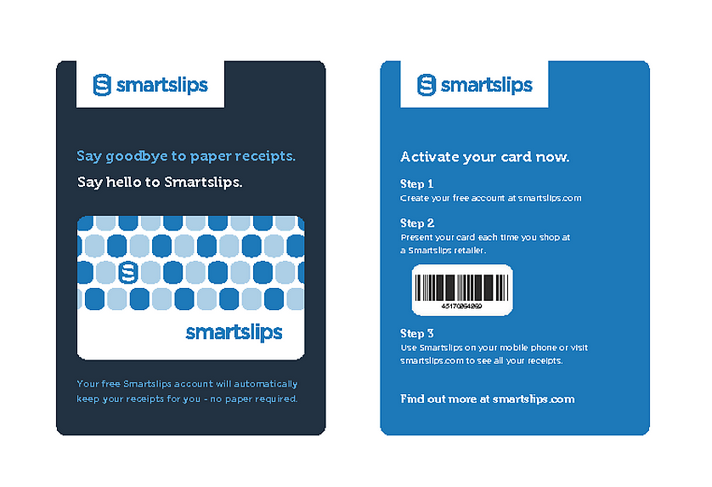 smartslips
Say goodbye to paper receipts.
Say hello to Smartslips.
smartslips
Your free Smartslips account will automatically
keep your receipts for you - no paper required.
smartslips
Activate your card now.
Step 1
Create your free account at smartslips.com
Step 2
Present your card each time you shop at
a Smartslips retailer.
Step 3
Use Smartslips on your mobile phone or visit
smartslips.com to see all your receipts.
Find out more at smartslips.com